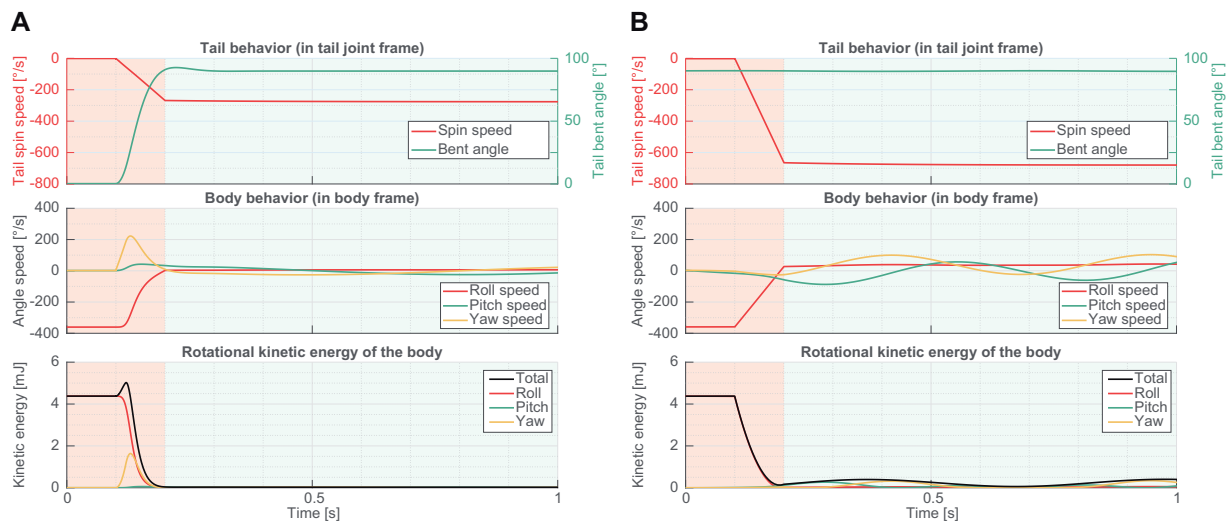 A
Tail behavior (in tail joint frame)
Tail spin speed [°/s]
0
-200
-400
-600
-800
100
50
0
Tail bent angle [°]
Spin speed
Bent angle
Body behavior (in body frame)
Angle speed [°/s]
400
200
0
-200
-400
Roll speed
Pitch speed
Yaw speed
Rotational kinetic energy of the body
Kinetic energy [mJ]
6
4
2
0
Total
Roll
Pitch
Yaw
0
0.5
1
Time [s]
B
Tail behavior (in tail joint frame)
Tail spin speed [°/s]
0
-200
-400
-600
-800
100
50
0
Tail bent angle [°]
Spin speed
Bent angle
Body behavior (in body frame)
Angle speed [°/s]
400
200
0
-200
-400
Roll speed
Pitch speed
Yaw speed
Rotational kinetic energy of the body
Kinetic energy [mJ]
6
4
2
0
Total
Roll
Pitch
Yaw
0
0.5
1
Time [s]